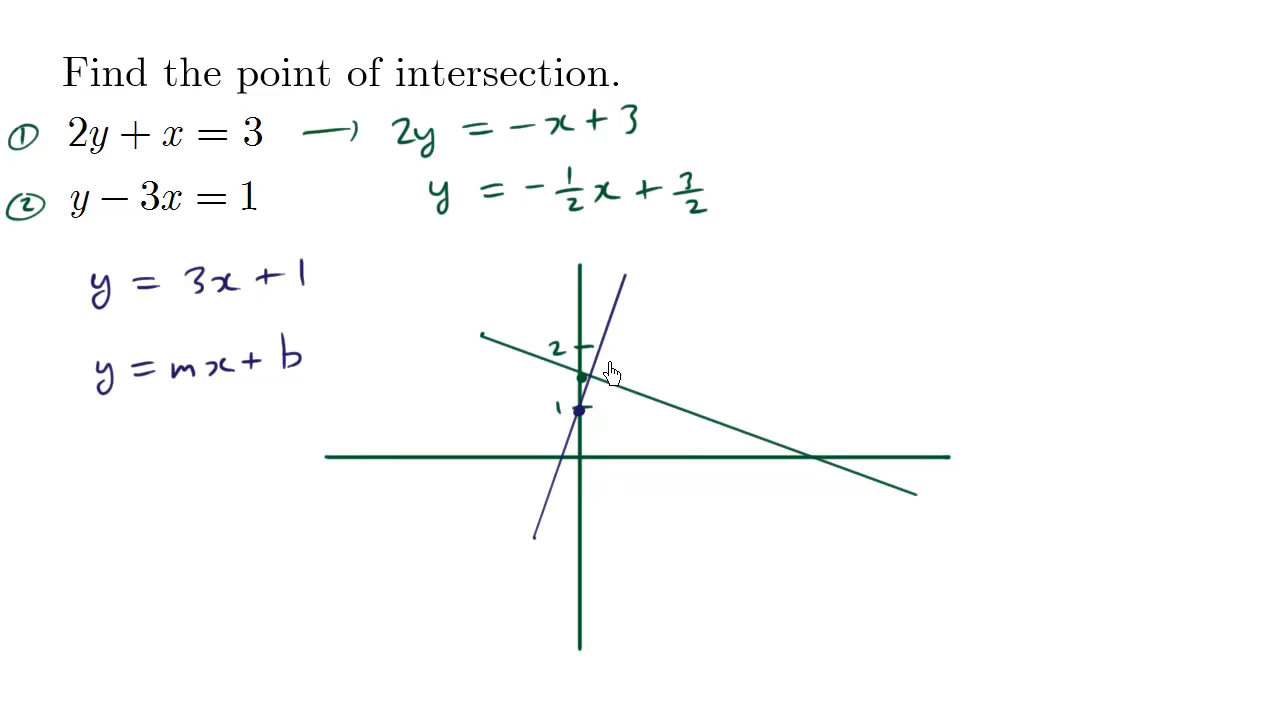 Find the point of intersection.
① 2y + x = 3 → 2y = -x + 3
② y - 3x = 1 y = -1/2 x + 3/2
y = 3x + 1
y = mx + b
2
1